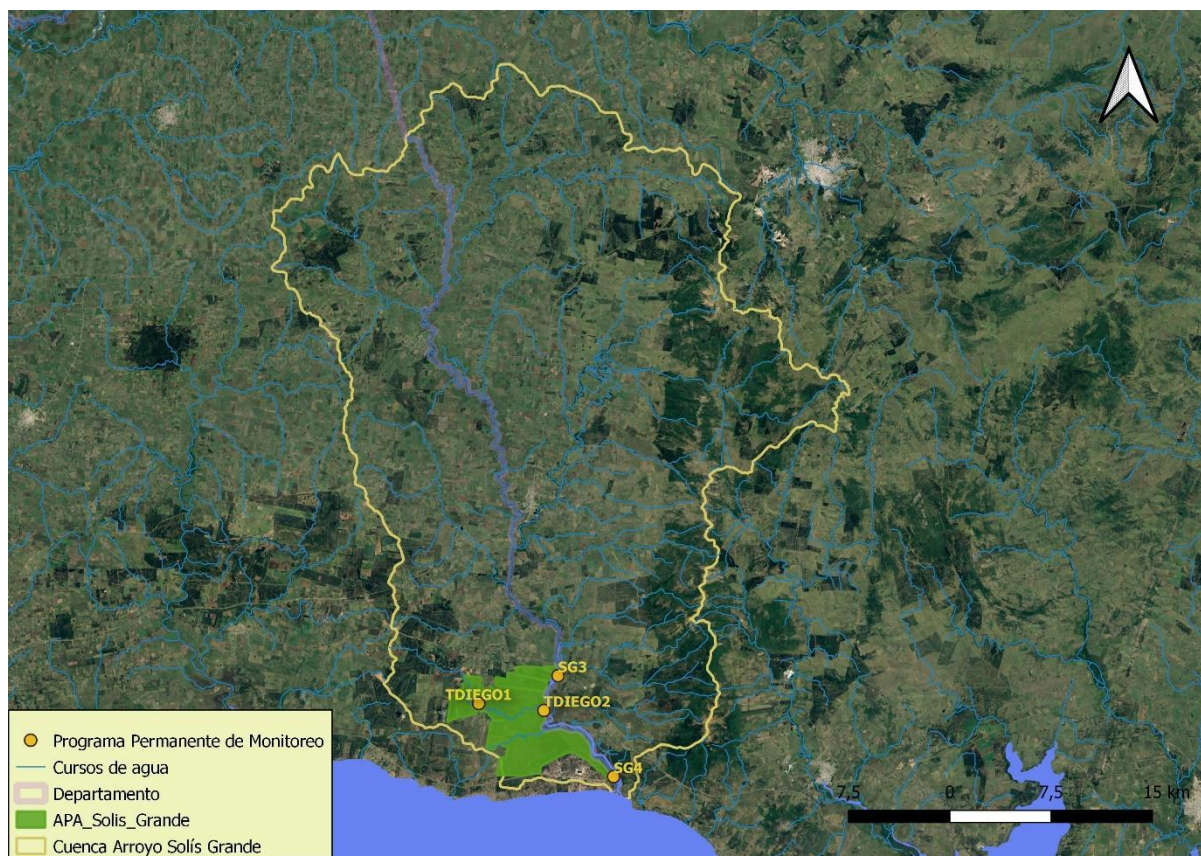 SG3
TDIEGO1
TDIEGO2
SG4
Programa Permanente de Monitoreo
Cursos de agua
Departamento
APA_Solis_Grande
Cuenca Arroyo Solís Grande
7,5 0 7,5 15 km